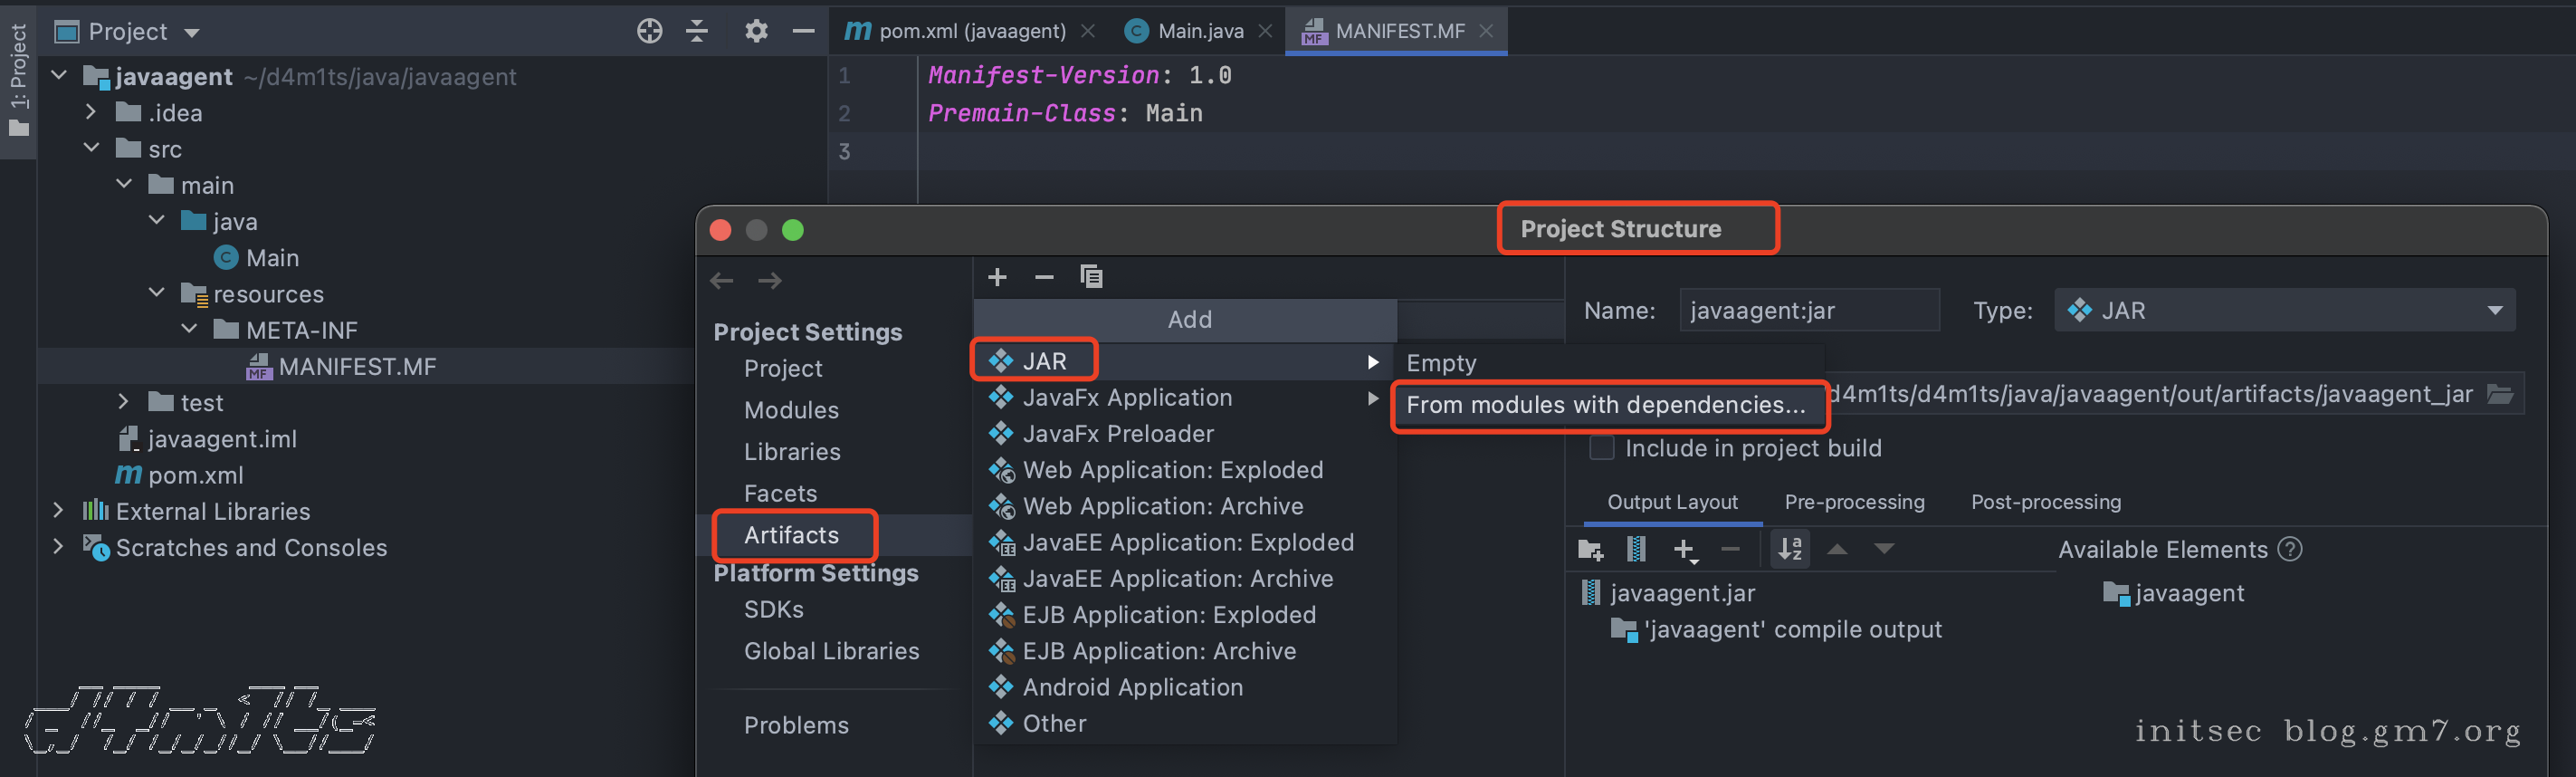 1: Project
Project
javaagent ~/d4m1ts/java/javaagent
.idea
src
main
java
Main
resources
META-INF
MANIFEST.MF
test
javaagent.iml
pom.xml
External Libraries
Scratches and Consoles
pom.xml (javaagent)
Main.java
MANIFEST.MF
1 Manifest-Version: 1.0
2 Premain-Class: Main
3
Project Structure
Project Settings
Project
Modules
Libraries
Facets
Artifacts
Platform Settings
SDKs
Global Libraries
Problems
Add
JAR
JavaFx Application
JavaFx Preloader
Web Application: Exploded
Web Application: Archive
JavaEE Application: Exploded
JavaEE Application: Archive
EJB Application: Exploded
EJB Application: Archive
Android Application
Other
Empty
From modules with dependencies...
Name: javaagent:jar Type: JAR
d4m1ts/d4m1ts/java/javaagent/out/artifacts/javaagent_jar
Include in project build
Output Layout Pre-processing Post-processing
Available Elements
javaagent.jar
'javaagent' compile output
javaagent
d4m1ts
initsec blog.gm7.org